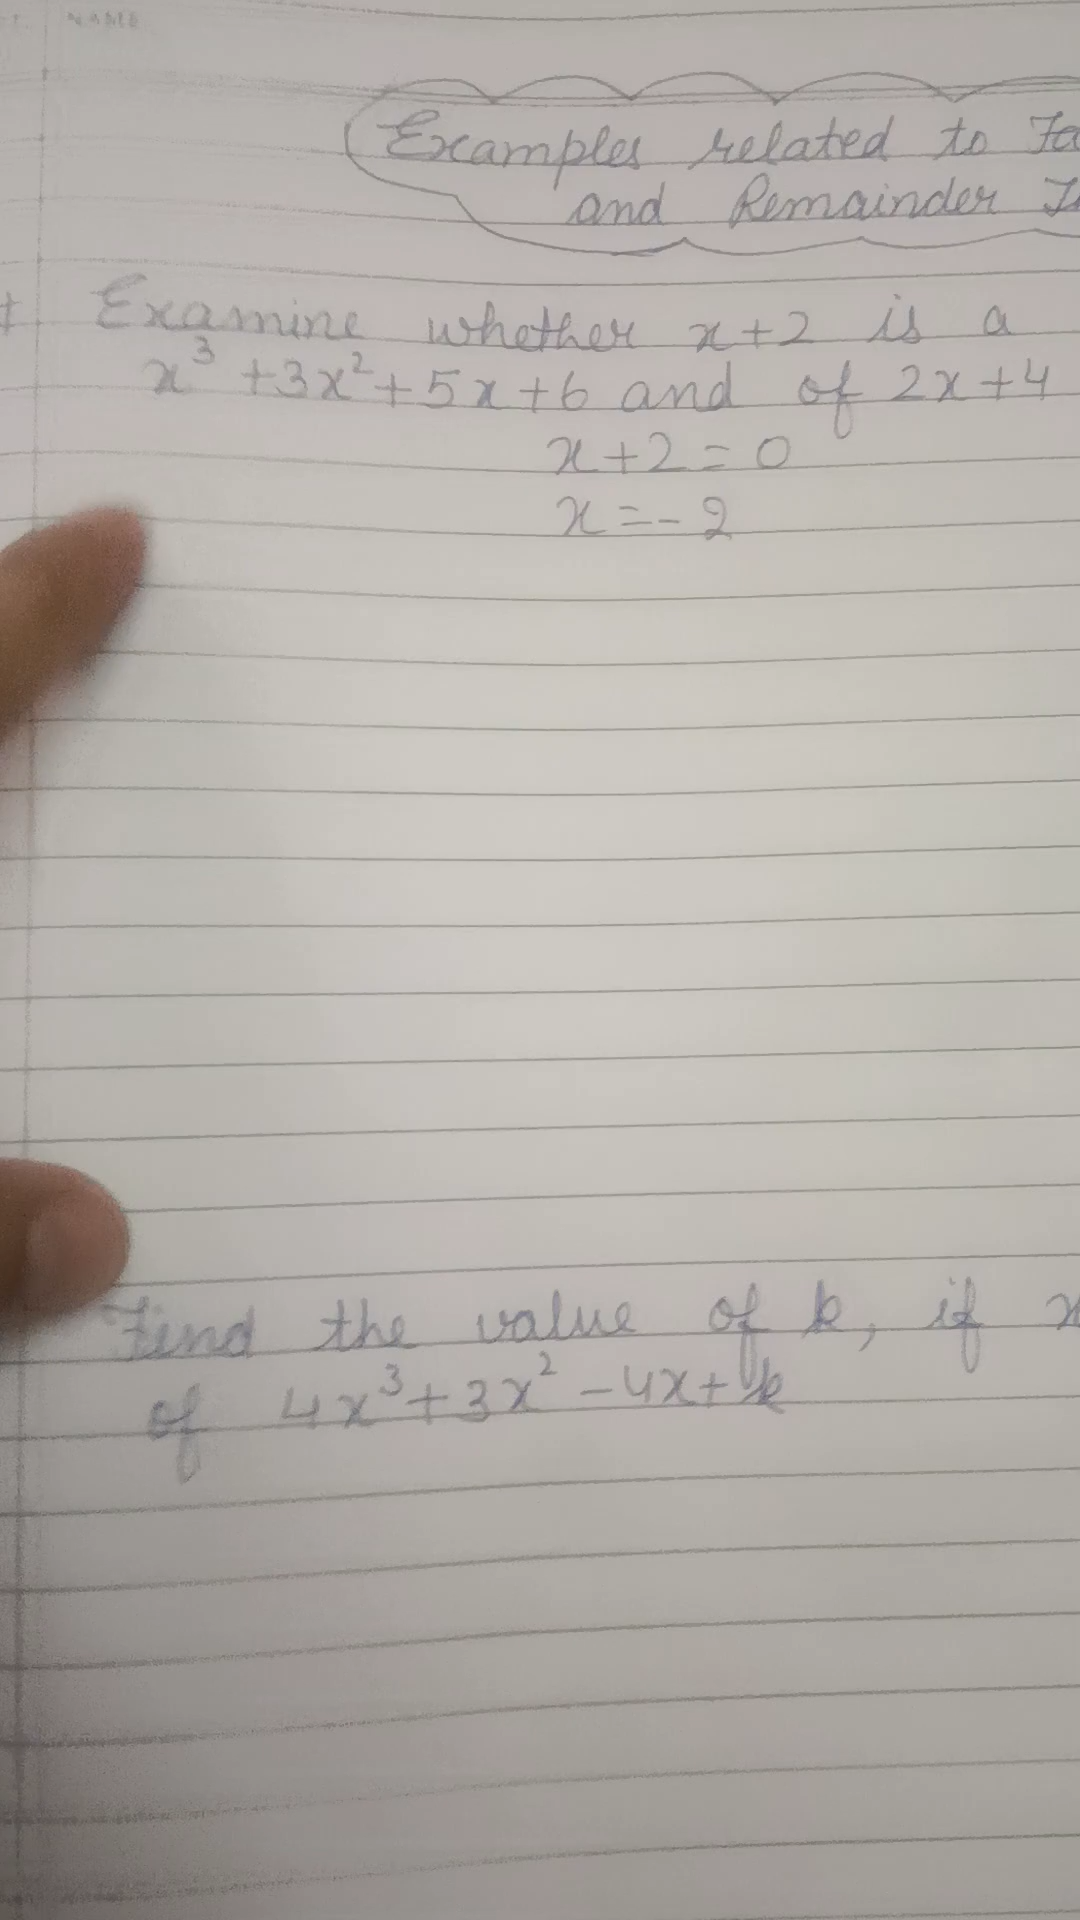 NAME
Examples related to
and Remainder
Examine whether x+2 is a
x³ +3x²+5x+6 and of 2x+4
x+2=0
x=-2
Find the value of k, if x
of 4x³+3x²-4x+k